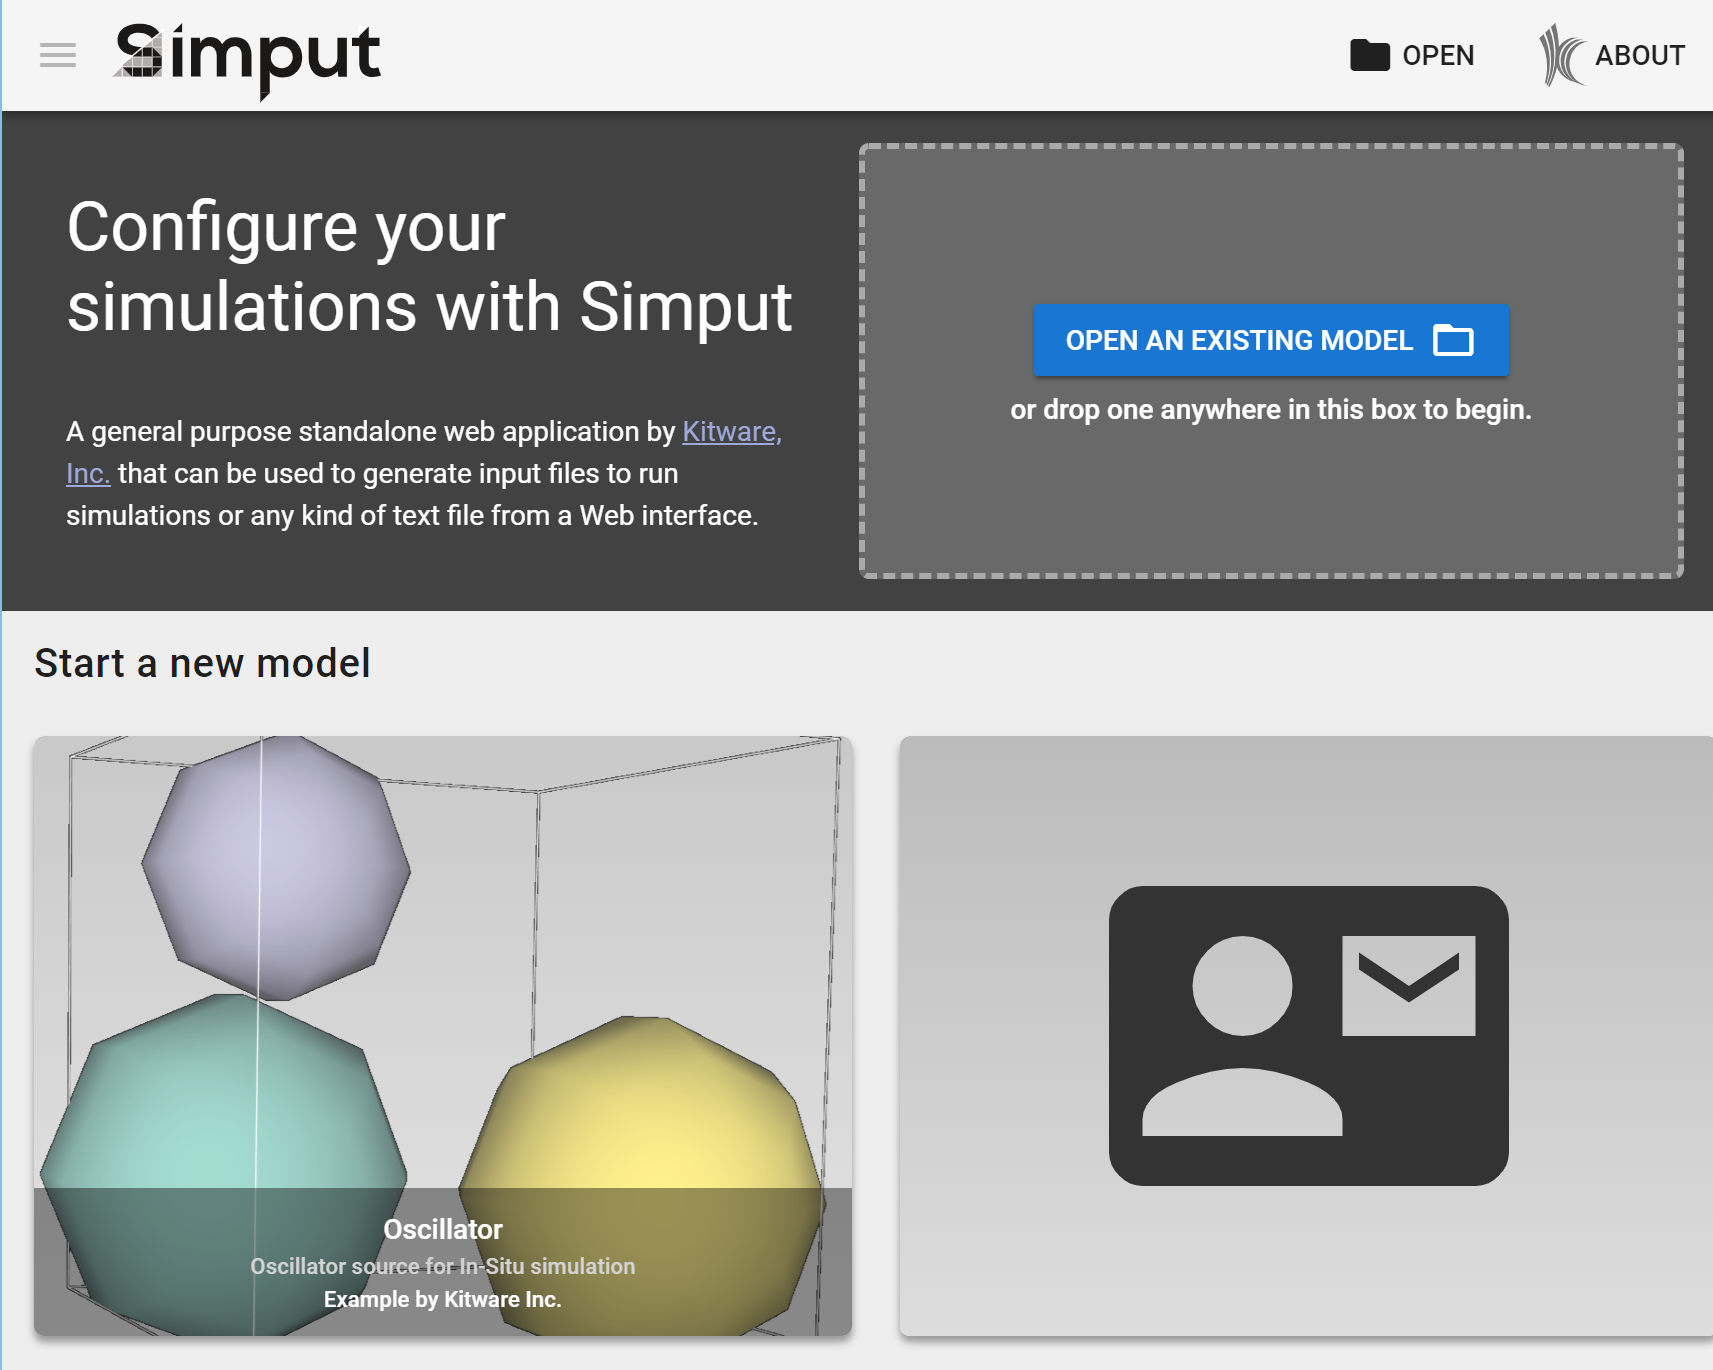 Simput
OPEN
ABOUT
Configure your
simulations with Simput
A general purpose standalone web application by Kitware,
Inc. that can be used to generate input files to run
simulations or any kind of text file from a Web interface.
OPEN AN EXISTING MODEL
or drop one anywhere in this box to begin.
Start a new model
Oscillator
Oscillator source for In-Situ simulation
Example by Kitware Inc.